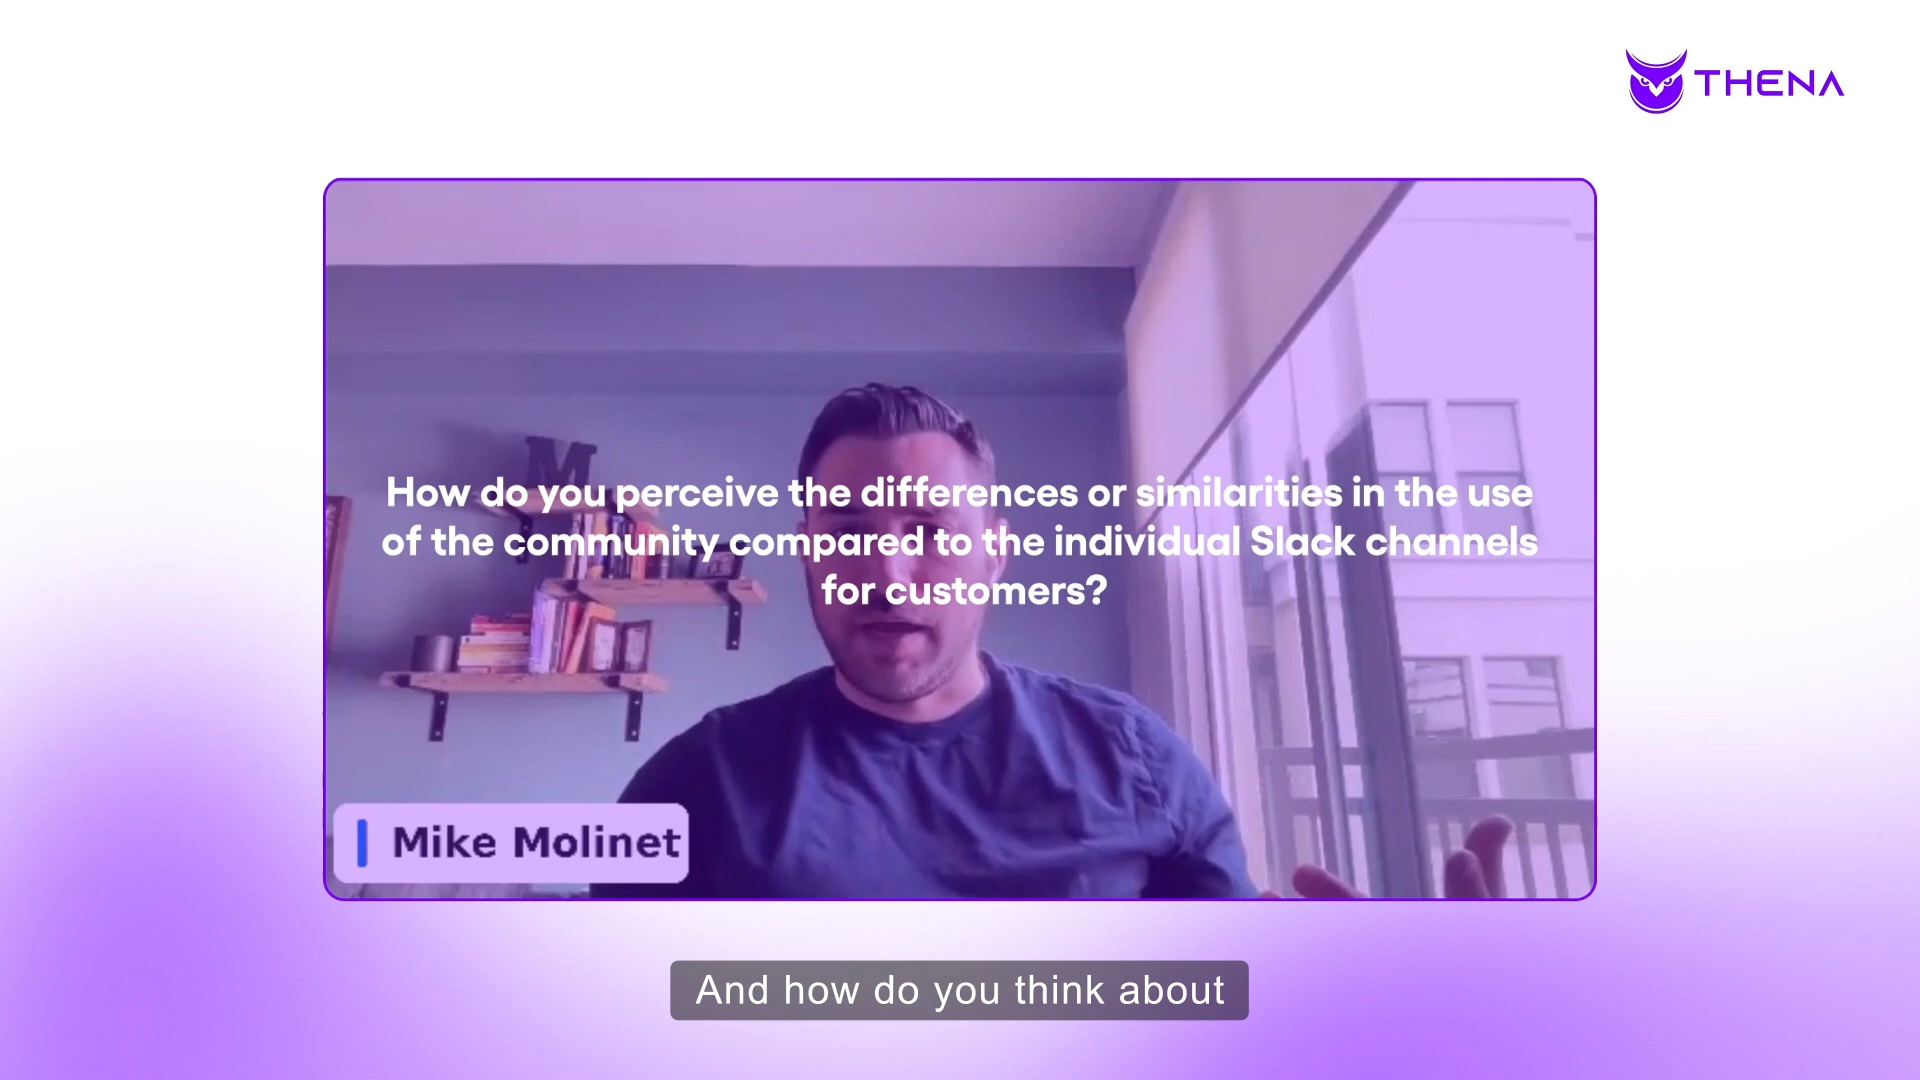 THENA
M
How do you perceive the differences or similarities in the use
of the community compared to the individual Slack channels
for customers?
Mike Molinet
And how do you think about